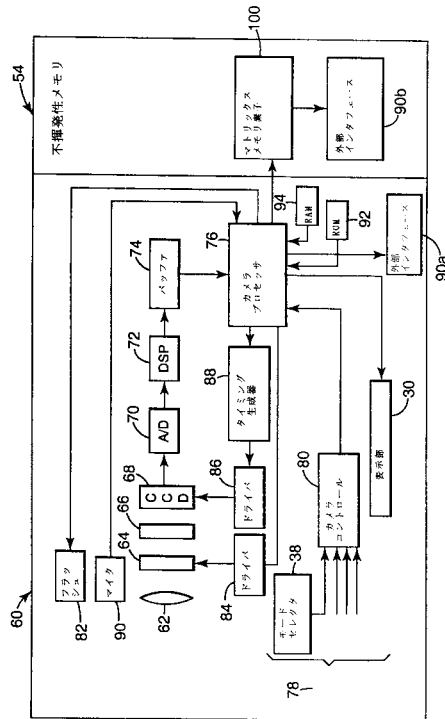 60
54
不揮発性メモリ
フラッシュ
82
マイク
90
62
64
66
68
CCD
70
A/D
72
DSP
74
バッファ
76
カメラ
プロセッサ
100
マトリックス
メモリ素子
外部
インタフェース
90b
94
RAM
ROM
92
外部
インタフェース
90a
88
タイミング
生成器
86
ドライバ
84
ドライバ
80
カメラ
コントロール
38
モード
セレクタ
78
表示部
30